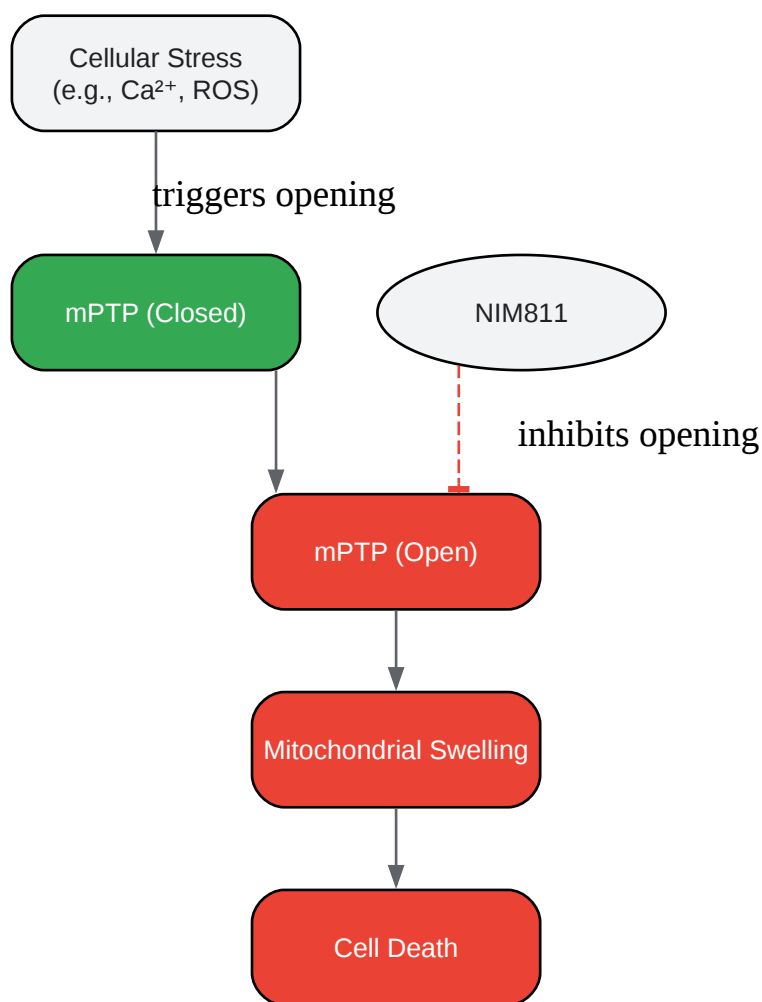 Cellular Stress
(e.g., Ca²⁺, ROS)
triggers opening
mPTP (Closed)
NIM811
inhibits opening
mPTP (Open)
Mitochondrial Swelling
Cell Death